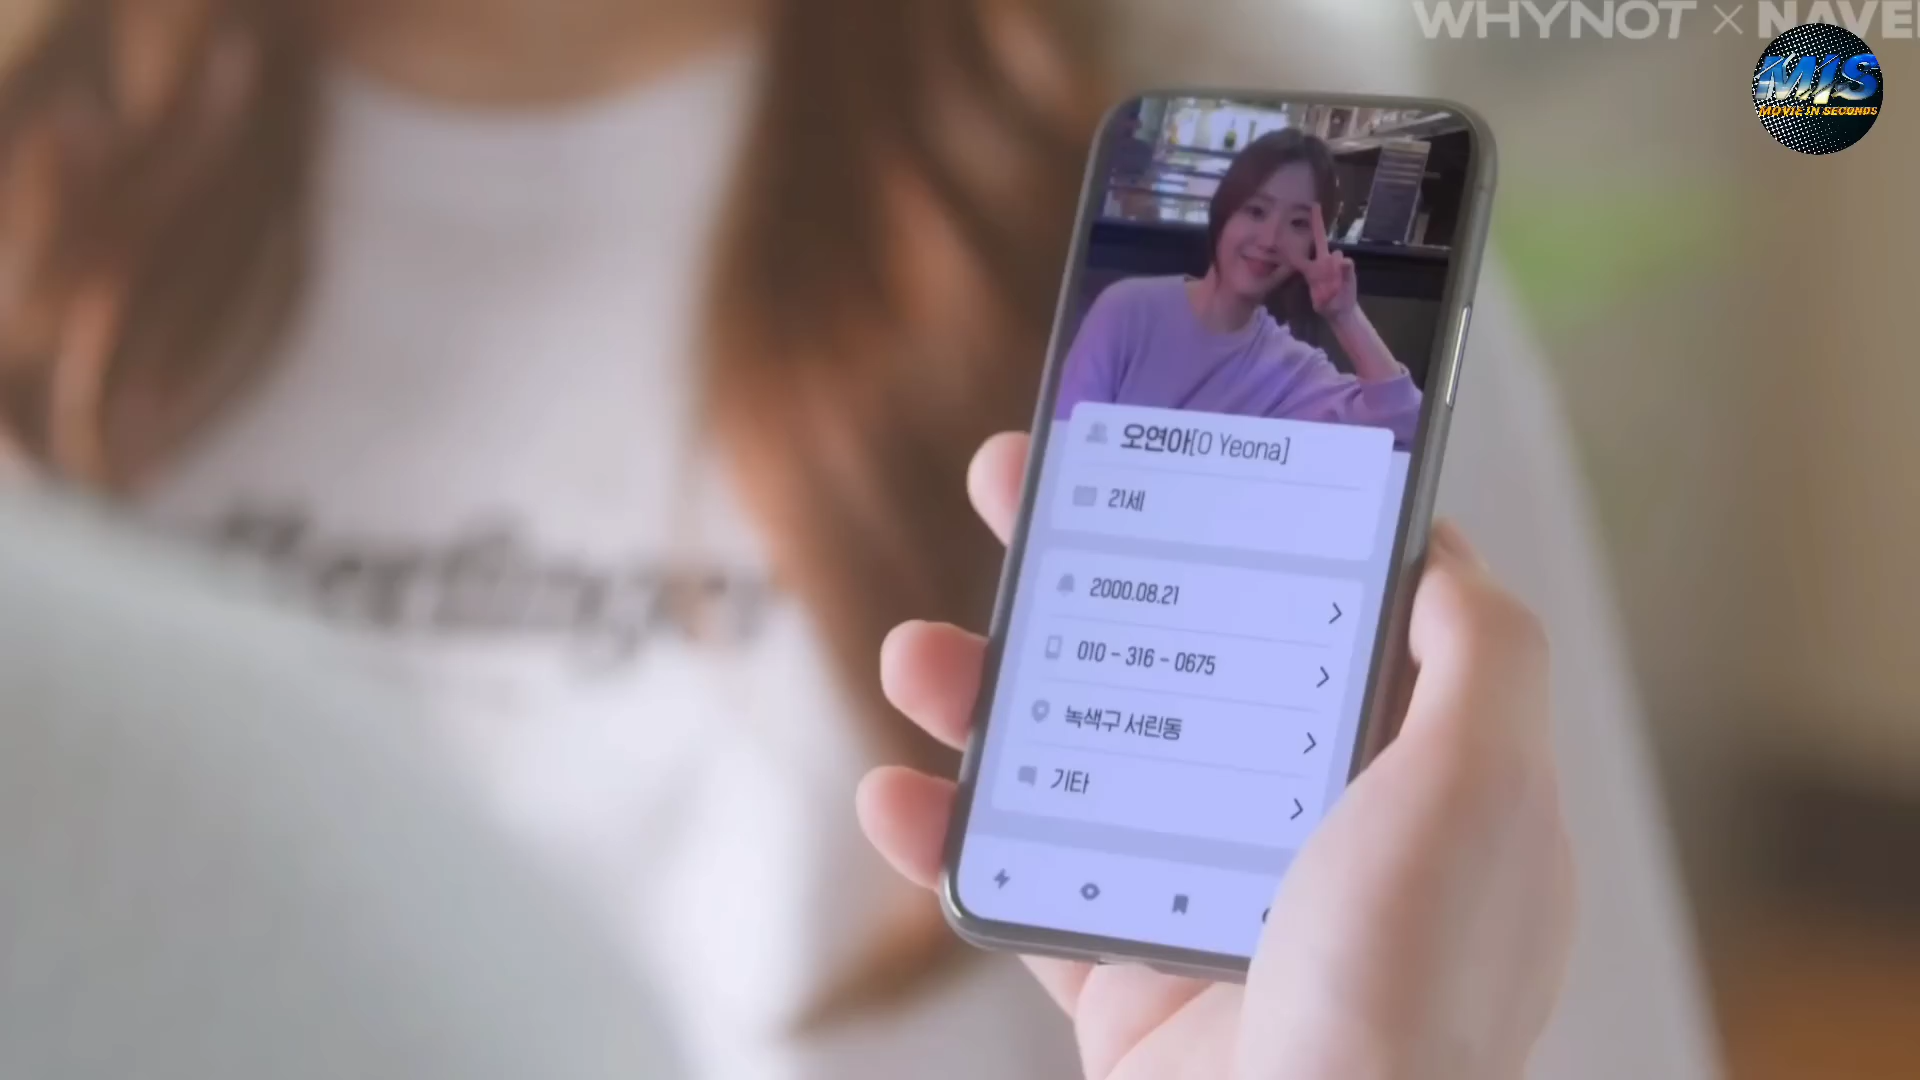 WHYNOT × NAVE
MIS
MOVIE IN SECONDS
오연아[O Yeona]
21세
2000.08.21
010 - 316 - 0675
녹색구 서린동
기타